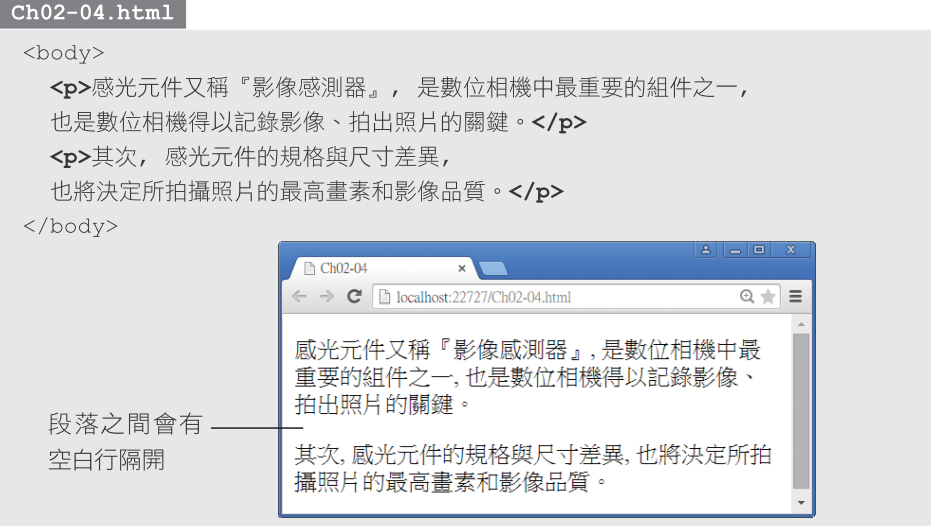 Ch02-04.html
<body>
<p>感光元件又稱『影像感測器』, 是數位相機中最重要的組件之一,
也是數位相機得以記錄影像、拍出照片的關鍵。</p>
<p>其次, 感光元件的規格與尺寸差異,
也將決定所拍攝照片的最高畫素和影像品質。</p>
</body>
Ch02-04
localhost:22727/Ch02-04.html
感光元件又稱『影像感測器』, 是數位相機中最
重要的組件之一, 也是數位相機得以記錄影像、
拍出照片的關鍵。
段落之間會有
空白行隔開
其次, 感光元件的規格與尺寸差異, 也將決定所拍
攝照片的最高畫素和影像品質。